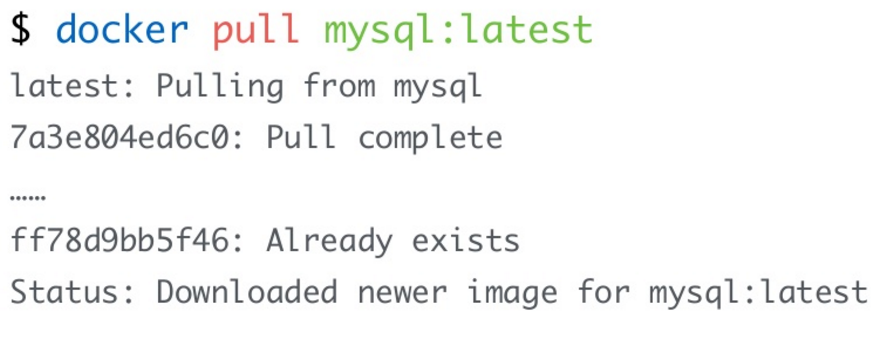 $ docker pull mysql:latest
latest: Pulling from mysql
7a3e804ed6c0: Pull complete
……
ff78d9bb5f46: Already exists
Status: Downloaded newer image for mysql:latest